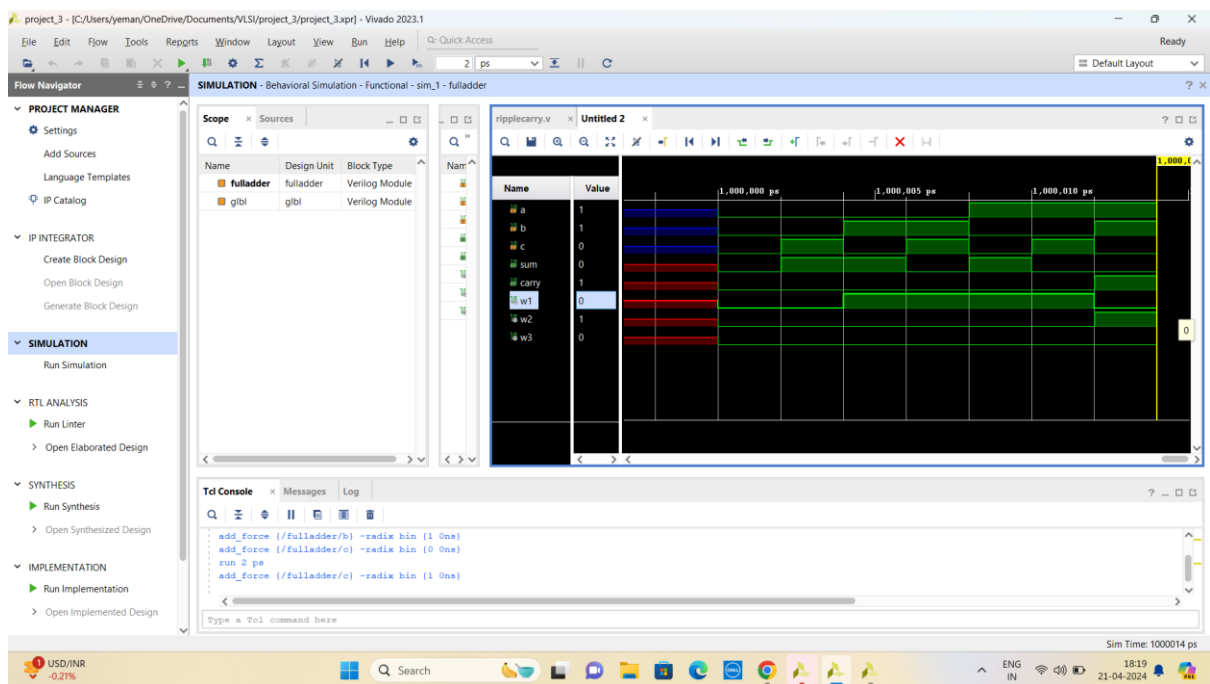 project_3 - [C:/Users/yeman/OneDrive/Documents/VLSI/project_3/project_3.xpr] - Vivado 2023.1
File Edit Flow Tools Reports Window Layout View Run Help Q- Quick Access Ready
2 ps Default Layout
Flow Navigator
SIMULATION - Behavioral Simulation - Functional - sim_1 - fulladder
PROJECT MANAGER
Settings
Add Sources
Language Templates
IP Catalog
IP INTEGRATOR
Create Block Design
Open Block Design
Generate Block Design
SIMULATION
Run Simulation
RTL ANALYSIS
Run Linter
Open Elaborated Design
SYNTHESIS
Run Synthesis
Open Synthesized Design
IMPLEMENTATION
Run Implementation
Open Implemented Design
Scope Sources
Name Design Unit Block Type
fulladder fulladder Verilog Module
glbl glbl Verilog Module
Nam
ripplecarry.v Untitled 2
1,000,0
Name Value
1,000,000 ps 1,000,005 ps 1,000,010 ps
a 1
b 1
c 0
sum 0
carry 1
w1 0
w2 1
w3 0
0
Tcl Console Messages Log
add_force {/fulladder/b} -radix bin {1 0ns}
add_force {/fulladder/c} -radix bin {0 0ns}
run 2 ps
add_force {/fulladder/c} -radix bin {1 0ns}
Type a Tcl command here
Sim Time: 1000014 ps
1
USD/INR
-0.21%
Search
ENG
IN
18:19
21-04-2024
PRE